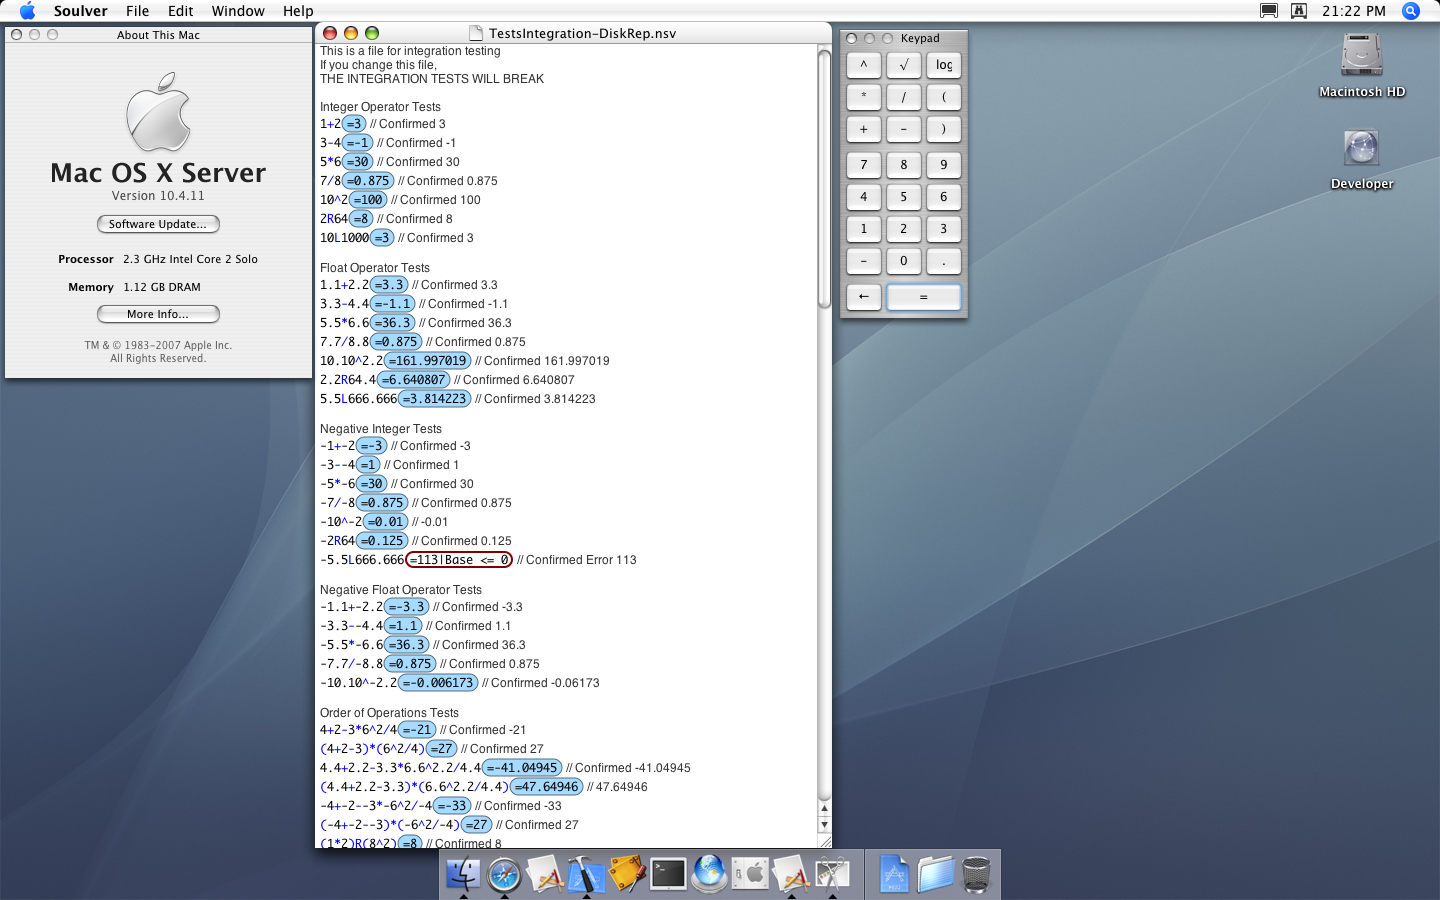 Soulver File Edit Window Help 21:22 PM
About This Mac
Mac OS X Server
Version 10.4.11
Software Update...
Processor 2.3 GHz Intel Core 2 Solo
Memory 1.12 GB DRAM
More Info...
TM & © 1983-2007 Apple Inc.
All Rights Reserved.
TestsIntegration-DiskRep.nsv
This is a file for integration testing
If you change this file,
THE INTEGRATION TESTS WILL BREAK
Integer Operator Tests
1+2=3 // Confirmed 3
3-4=-1 // Confirmed -1
5*6=30 // Confirmed 30
7/8=0.875 // Confirmed 0.875
10^2=100 // Confirmed 100
2R64=8 // Confirmed 8
10L1000=3 // Confirmed 3
Float Operator Tests
1.1+2.2=3.3 // Confirmed 3.3
3.3-4.4=-1.1 // Confirmed -1.1
5.5*6.6=36.3 // Confirmed 36.3
7.7/8.8=0.875 // Confirmed 0.875
10.10^2.2=161.997019 // Confirmed 161.997019
2.2R64.4=6.640807 // Confirmed 6.640807
5.5L666.666=3.814223 // Confirmed 3.814223
Negative Integer Tests
-1+-2=-3 // Confirmed -3
-3--4=1 // Confirmed 1
-5*-6=30 // Confirmed 30
-7/-8=0.875 // Confirmed 0.875
-10^-2=0.01 // -0.01
-2R64=0.125 // Confirmed 0.125
-5.5L666.666=113|Base <= 0 // Confirmed Error 113
Negative Float Operator Tests
-1.1+-2.2=-3.3 // Confirmed -3.3
-3.3--4.4=1.1 // Confirmed 1.1
-5.5*-6.6=36.3 // Confirmed 36.3
-7.7/-8.8=0.875 // Confirmed 0.875
-10.10^-2.2=-0.006173 // Confirmed -0.06173
Order of Operations Tests
4+2-3*6^2/4=-21 // Confirmed -21
(4+2-3)*(6^2/4)=27 // Confirmed 27
4.4+2.2-3.3*6.6^2.2/4.4=-41.04945 // Confirmed -41.04945
(4.4+2.2-3.3)*(6.6^2.2/4.4)=47.64946 // 47.64946
-4+-2--3*-6^2/-4=-33 // Confirmed -33
(-4+-2--3)*(-6^2/-4)=27 // Confirmed 27
(1*2)R(8^2)=8 // Confirmed 8
Keypad
^ √ log
* / (
+ - )
7 8 9
4 5 6
1 2 3
- 0 .
← =
Macintosh HD
Developer